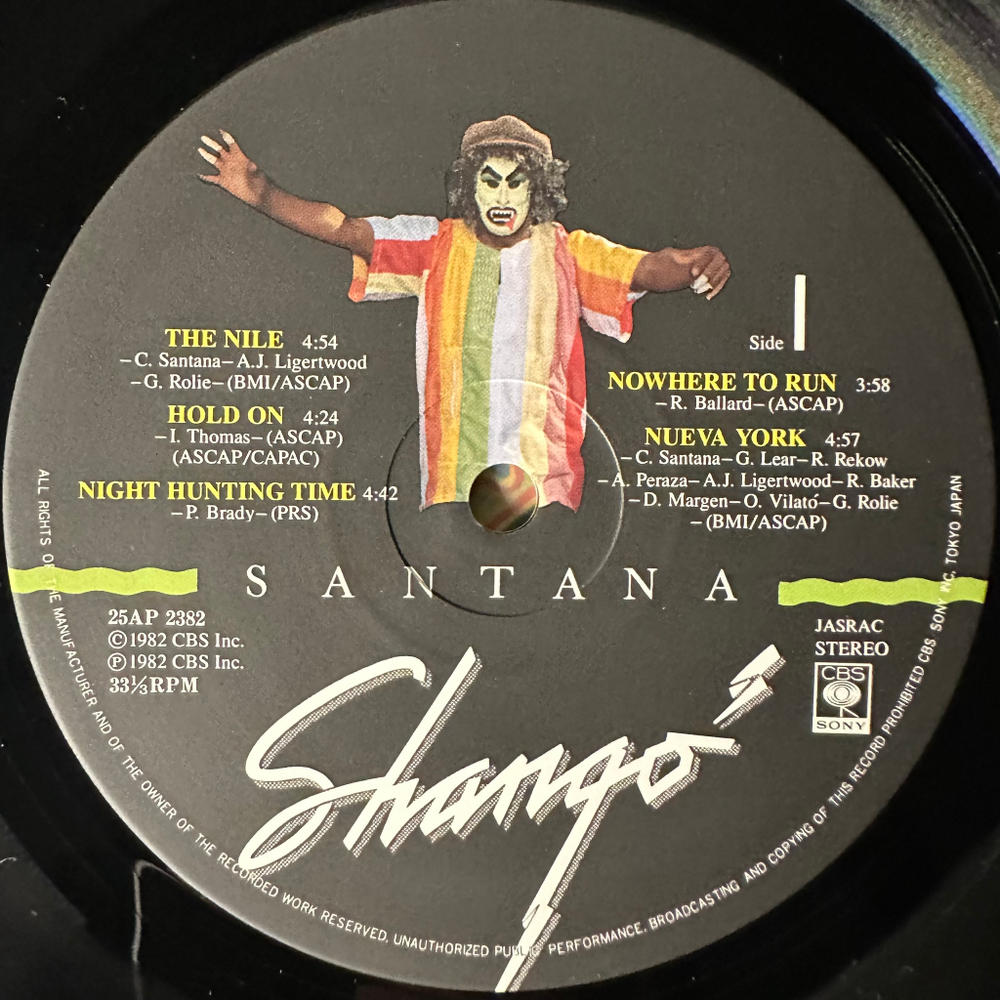 Side 1
THE NILE 4:54
–C. Santana–A.J. Ligertwood
–G. Rolie–(BMI/ASCAP)
HOLD ON 4:24
–I. Thomas–(ASCAP)
(ASCAP/CAPAC)
NIGHT HUNTING TIME 4:42
–P. Brady–(PRS)
NOWHERE TO RUN 3:58
–R. Ballard–(ASCAP)
NUEVA YORK 4:57
–C. Santana–G. Lear–R. Rekow
–A. Peraza–A.J. Ligertwood–R. Baker
–D. Margen–O. Vilató–G. Rolie
–(BMI/ASCAP)
SANTANA
25AP 2382
©1982 CBS Inc.
℗1982 CBS Inc.
33⅓RPM
JASRAC
STEREO
CBS
SONY
Shangó
ALL RIGHTS OF THE MANUFACTURER AND OF THE OWNER OF THE RECORDED WORK RESERVED. UNAUTHORIZED PUBLIC PERFORMANCE. BROADCASTING AND COPYING OF THIS RECORD PROHIBITED CBS SONY INC. TOKYO JAPAN